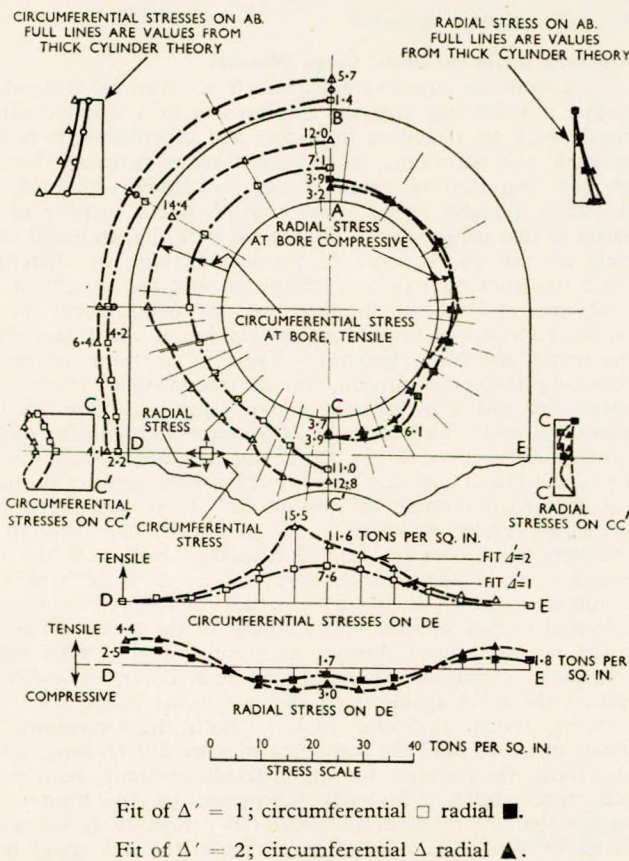 CIRCUMFERENTIAL STRESSES ON AB.
FULL LINES ARE VALUES FROM
THICK CYLINDER THEORY
RADIAL STRESS ON AB.
FULL LINES ARE VALUES
FROM THICK CYLINDER THEORY
5·7
1·4
B
12·0
7·1
3·9
3·2
A
14·4
RADIAL STRESS
AT BORE COMPRESSIVE
CIRCUMFERENTIAL STRESS
AT BORE, TENSILE
6·4
4·2
C
C
3·7
3·9
6·1
C
RADIAL
STRESS
D
4·1
2·2
E
C'
11·0
12·8
C'
C'
CIRCUMFERENTIAL
STRESSES ON CC'
CIRCUMFERENTIAL
STRESS
RADIAL
STRESSES ON CC'
15·5
11·6 TONS PER SQ. IN.
TENSILE
7·6
FIT Δ'=2
FIT Δ'=1
D
E
CIRCUMFERENTIAL STRESSES ON DE
TENSILE
4·4
2·5
D
1·7
E
1·8 TONS PER
SQ. IN.
COMPRESSIVE
3·0
RADIAL STRESS ON DE
0 10 20 30 40 TONS PER SQ. IN.
STRESS SCALE
Fit of Δ' = 1; circumferential □ radial ■.
Fit of Δ' = 2; circumferential Δ radial ▲.